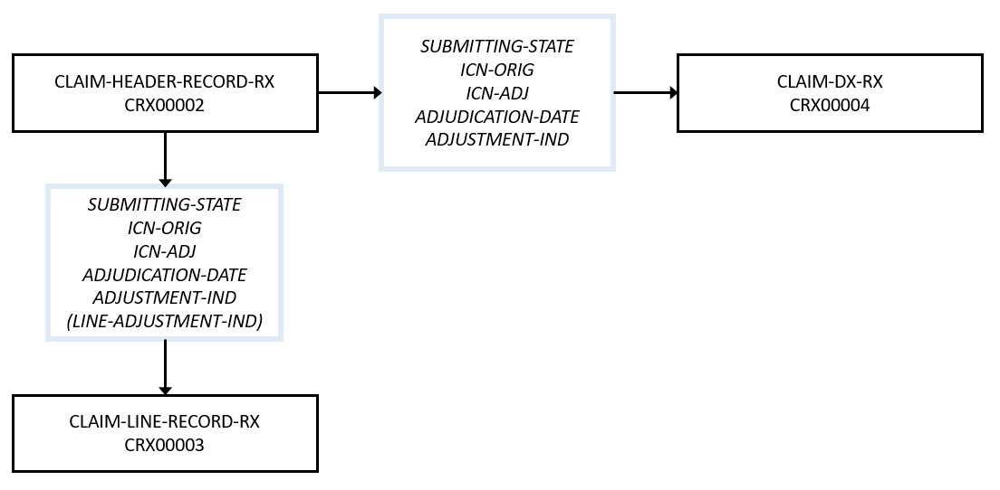 CLAIM-HEADER-RECORD-RX
CRX00002
SUBMITTING-STATE
ICN-ORIG
ICN-ADJ
ADJUDICATION-DATE
ADJUSTMENT-IND
CLAIM-DX-RX
CRX00004
SUBMITTING-STATE
ICN-ORIG
ICN-ADJ
ADJUDICATION-DATE
ADJUSTMENT-IND
(LINE-ADJUSTMENT-IND)
CLAIM-LINE-RECORD-RX
CRX00003